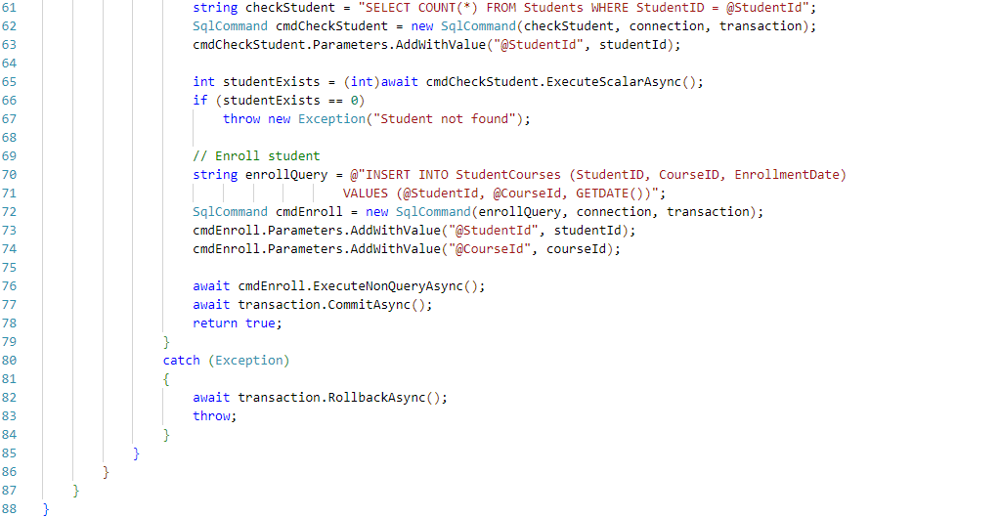 61 string checkStudent = "SELECT COUNT(*) FROM Students WHERE StudentID = @StudentId";
62 SqlCommand cmdCheckStudent = new SqlCommand(checkStudent, connection, transaction);
63 cmdCheckStudent.Parameters.AddWithValue("@StudentId", studentId);
64
65 int studentExists = (int)await cmdCheckStudent.ExecuteScalarAsync();
66 if (studentExists == 0)
67 throw new Exception("Student not found");
68
69 // Enroll student
70 string enrollQuery = @"INSERT INTO StudentCourses (StudentID, CourseID, EnrollmentDate)
71 VALUES (@StudentId, @CourseId, GETDATE())";
72 SqlCommand cmdEnroll = new SqlCommand(enrollQuery, connection, transaction);
73 cmdEnroll.Parameters.AddWithValue("@StudentId", studentId);
74 cmdEnroll.Parameters.AddWithValue("@CourseId", courseId);
75
76 await cmdEnroll.ExecuteNonQueryAsync();
77 await transaction.CommitAsync();
78 return true;
79 }
80 catch (Exception)
81 {
82 await transaction.RollbackAsync();
83 throw;
84 }
85 }
86 }
87 }
88 }